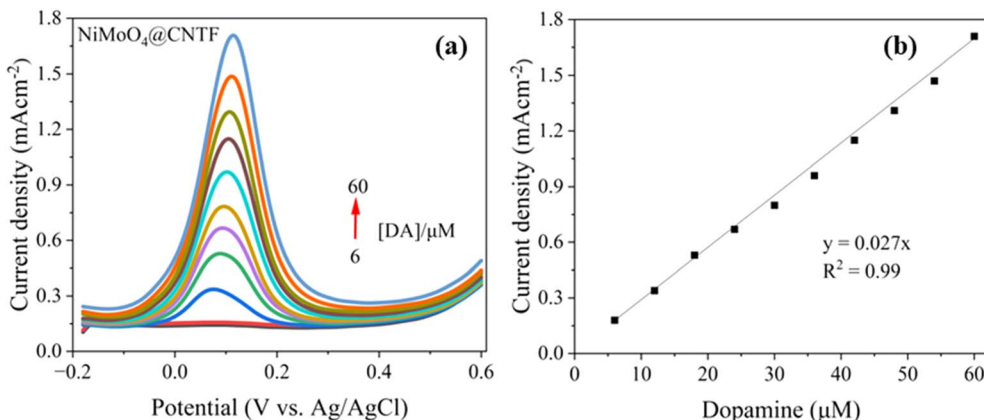 NiMoO₄@CNTF
(a)
Current density (mAcm⁻²)
1.8
1.5
1.2
0.9
0.6
0.3
0.0
60
[DA]/μM
6
−0.2
0.0
0.2
0.4
0.6
Potential (V vs. Ag/AgCl)
(b)
Current density (mAcm⁻²)
1.8
1.5
1.2
0.9
0.6
0.3
0.0
y = 0.027x
R² = 0.99
0
10
20
30
40
50
60
Dopamine (μM)